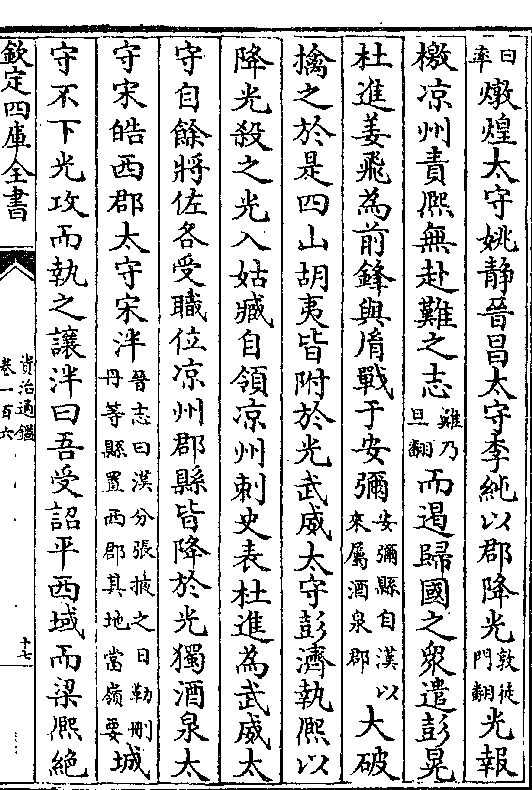 曰率燉煌太守姚静晉昌太守李純以郡降光敦徒門翻光報
檄凉州責熈無赴難之志難乃旦翻而遏歸國之衆遣彭晃
杜進姜飛為前鋒與胤戰于安彌安彌縣自漢以來屬酒泉郡大破
擒之於是四山胡夷皆附於光武威太守彭濟執熈以
降光殺之光入姑臧自領凉州刺史表杜進為武威太
守自餘將佐各受職位凉州郡縣皆降於光獨酒泉太
守宋皓西郡太守宋泮晉志曰漢分張掖之日勒刪丹等縣置西郡其地當嶺要城
守不下光攻而執之讓泮曰吾受詔平西域而梁熈絶
欽定四庫全書
資治通鑑
卷一百六
十七